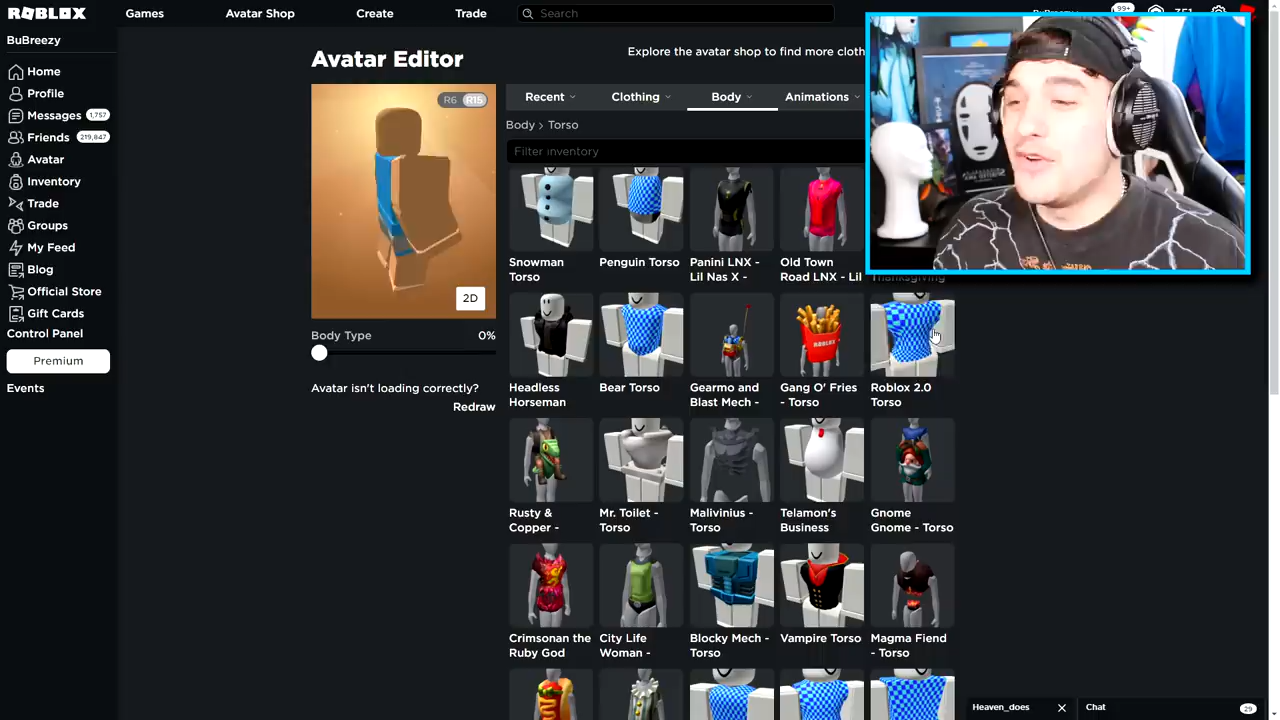 ROBLOX
Games
Avatar Shop
Create
Trade
Search
99+
BuBreezy
Home
Profile
Messages
1,757
Friends
219,847
Avatar
Inventory
Trade
Groups
My Feed
Blog
Official Store
Gift Cards
Control Panel
Premium
Events
Avatar Editor
Explore the avatar shop to find more cloth
R6 R15
2D
Body Type 0%
Avatar isn't loading correctly?
Redraw
Recent
Clothing
Body
Animations
Body > Torso
Filter inventory
Snowman
Torso
Penguin Torso
Panini LNX -
Lil Nas X -
Old Town
Road LNX - Lil
Thanksgiving
Headless
Horseman
Bear Torso
Gearmo and
Blast Mech -
ROBLOX
Gang O' Fries
- Torso
Roblox 2.0
Torso
Rusty &
Copper -
Mr. Toilet -
Torso
Malivinius -
Torso
Telamon's
Business
Gnome
Gnome - Torso
Crimsonan the
Ruby God
City Life
Woman -
Blocky Mech -
Torso
Vampire Torso
Magma Fiend
- Torso
Heaven_does
X
Chat
29